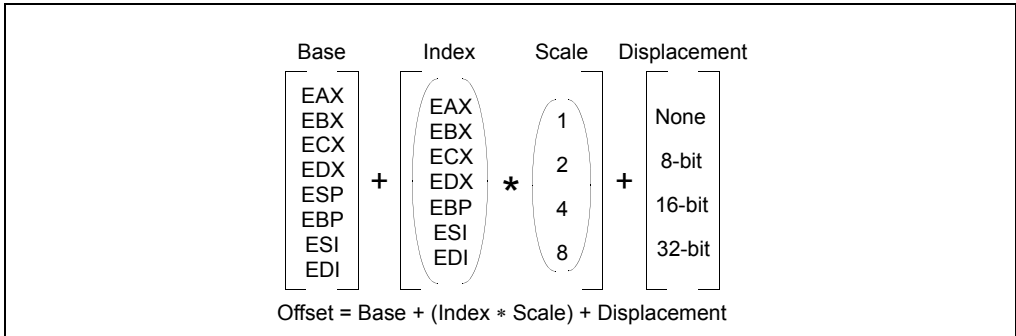 Base Index Scale Displacement
EAX
EBX
ECX
EDX
ESP
EBP
ESI
EDI
+
EAX
EBX
ECX
EDX
EBP
ESI
EDI
*
1
2
4
8
+
None
8-bit
16-bit
32-bit
Offset = Base + (Index ∗ Scale) + Displacement